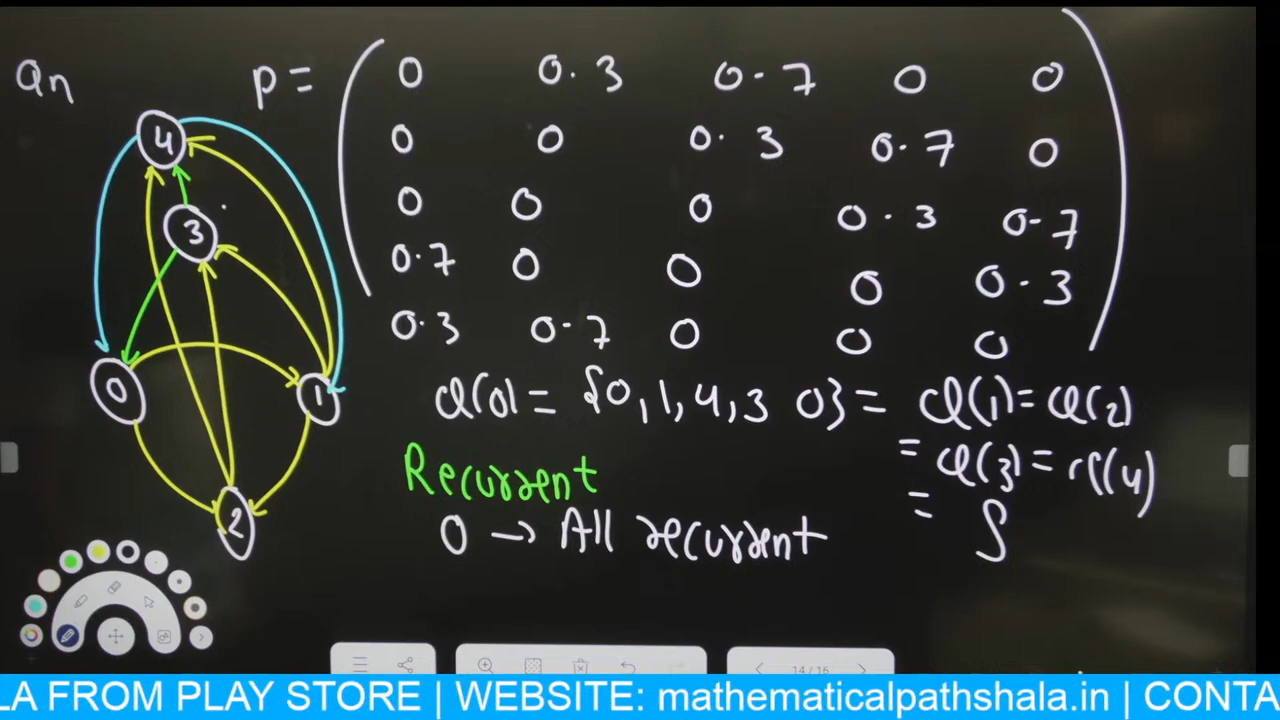 Qn P =
0 0.3 0.7 0 0
0 0 0.3 0.7 0
0 0 0 0.3 0.7
0.7 0 0 0 0.3
0.3 0.7 0 0 0
4
3
0
1
2
Cl(0) = {0, 1, 4, 3 0} = Cl(1) = Cl(2)
= Cl(3) = Cl(4)
= S
Recurrent
0 → All recurrent
14/16
LA FROM PLAY STORE | WEBSITE: mathematicalpathshala.in | CONTA